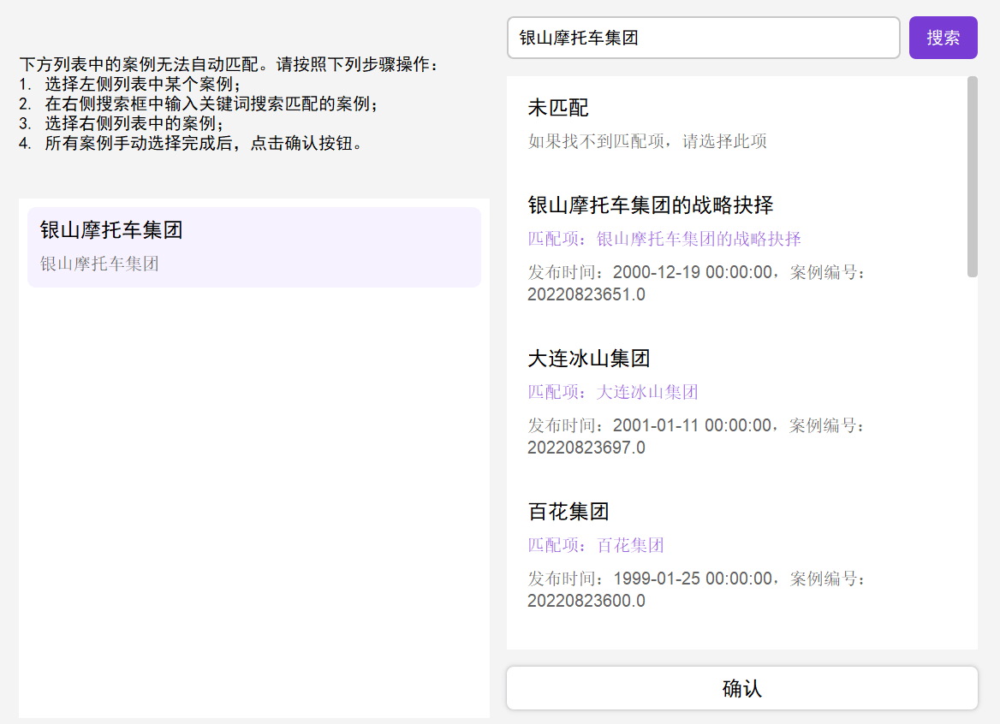 下方列表中的案例无法自动匹配。请按照下列步骤操作：
1. 选择左侧列表中某个案例；
2. 在右侧搜索框中输入关键词搜索匹配的案例；
3. 选择右侧列表中的案例；
4. 所有案例手动选择完成后，点击确认按钮。
银山摩托车集团
银山摩托车集团
银山摩托车集团
搜索
未匹配
如果找不到匹配项，请选择此项
银山摩托车集团的战略抉择
匹配项：银山摩托车集团的战略抉择
发布时间：2000-12-19 00:00:00，案例编号：
20220823651.0
大连冰山集团
匹配项：大连冰山集团
发布时间：2001-01-11 00:00:00，案例编号：
20220823697.0
百花集团
匹配项：百花集团
发布时间：1999-01-25 00:00:00，案例编号：
20220823600.0
确认